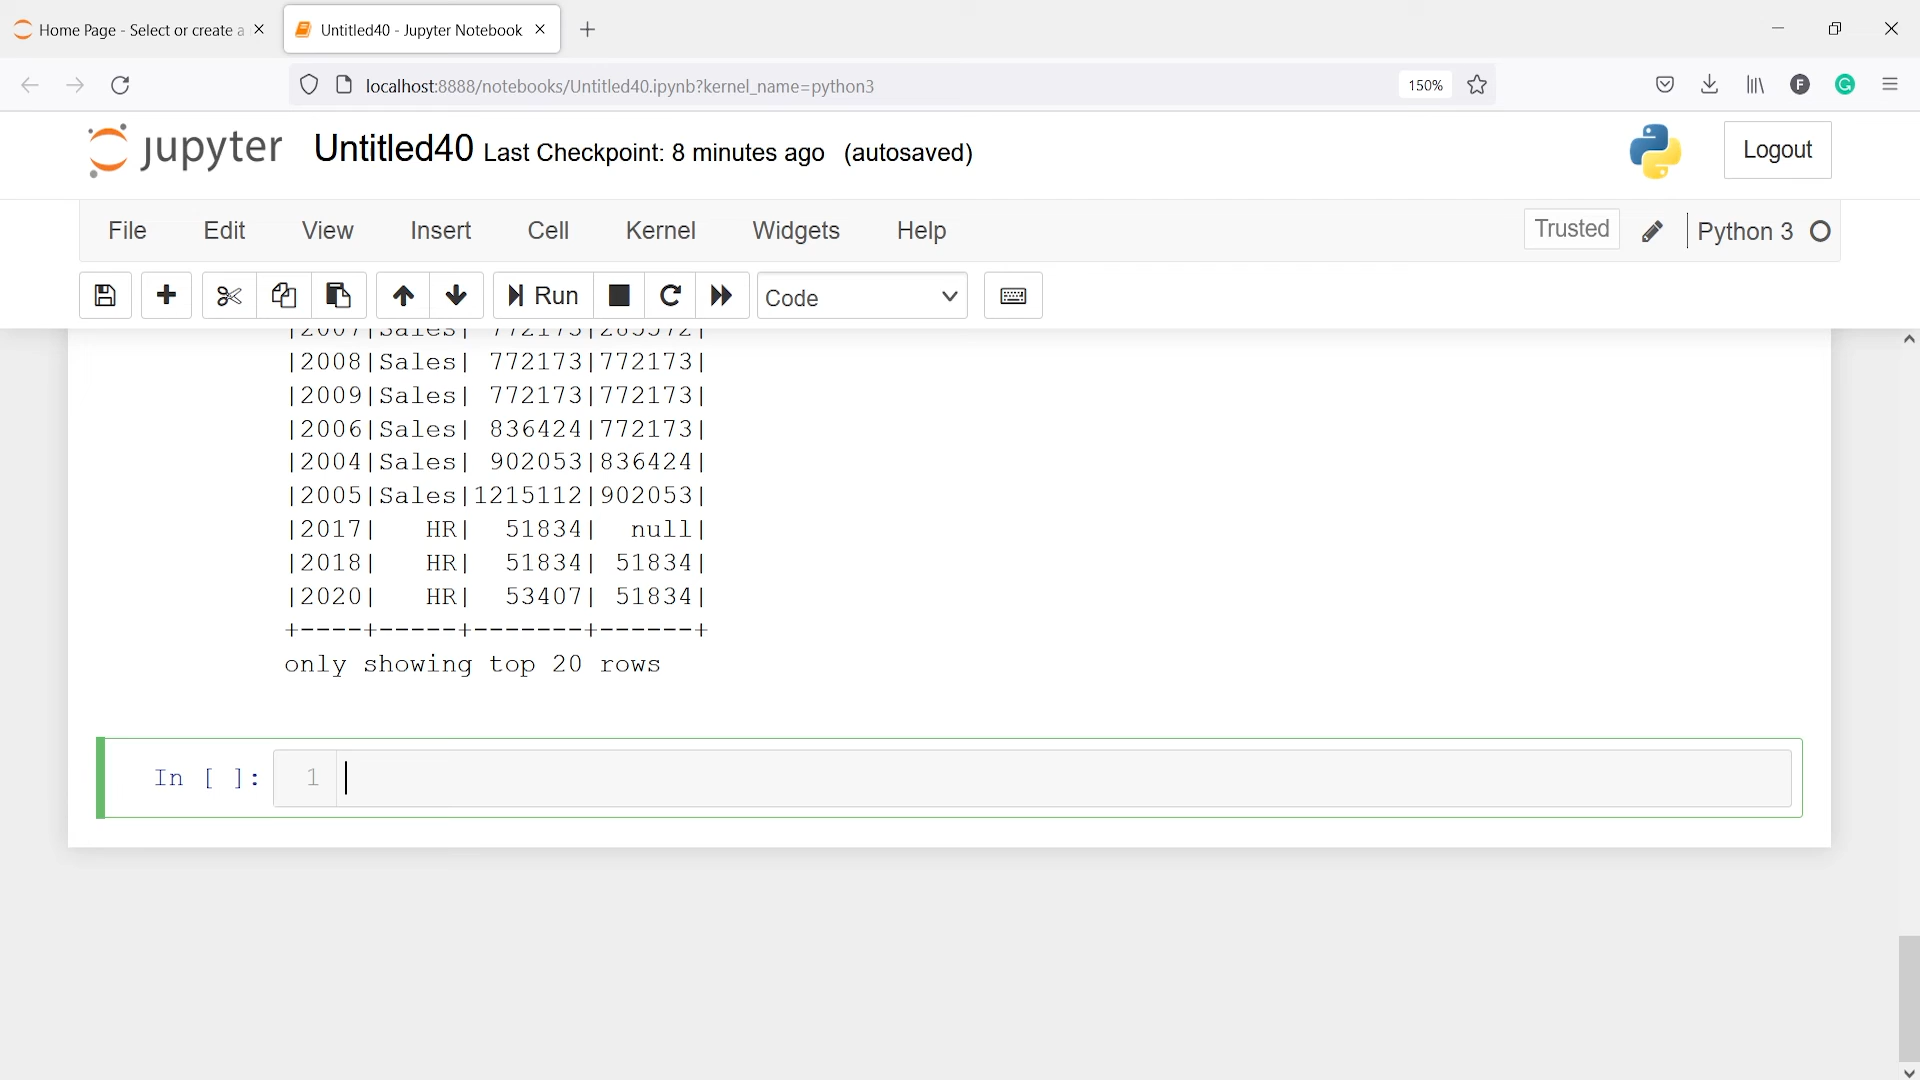 Home Page - Select or create a
Untitled40 - Jupyter Notebook
localhost:8888/notebooks/Untitled40.ipynb?kernel_name=python3
150%
F
G
jupyter Untitled40 Last Checkpoint: 8 minutes ago (autosaved)
Logout
File Edit View Insert Cell Kernel Widgets Help
Trusted
Python 3
Run
Code
|2007|Sales| 772173|285572|
|2008|Sales| 772173|772173|
|2009|Sales| 772173|772173|
|2006|Sales| 836424|772173|
|2004|Sales| 902053|836424|
|2005|Sales|1215112|902053|
|2017|   HR|  51834|  null|
|2018|   HR|  51834| 51834|
|2020|   HR|  53407| 51834|
+----+-----+-------+------+
only showing top 20 rows
In [ ]: 1